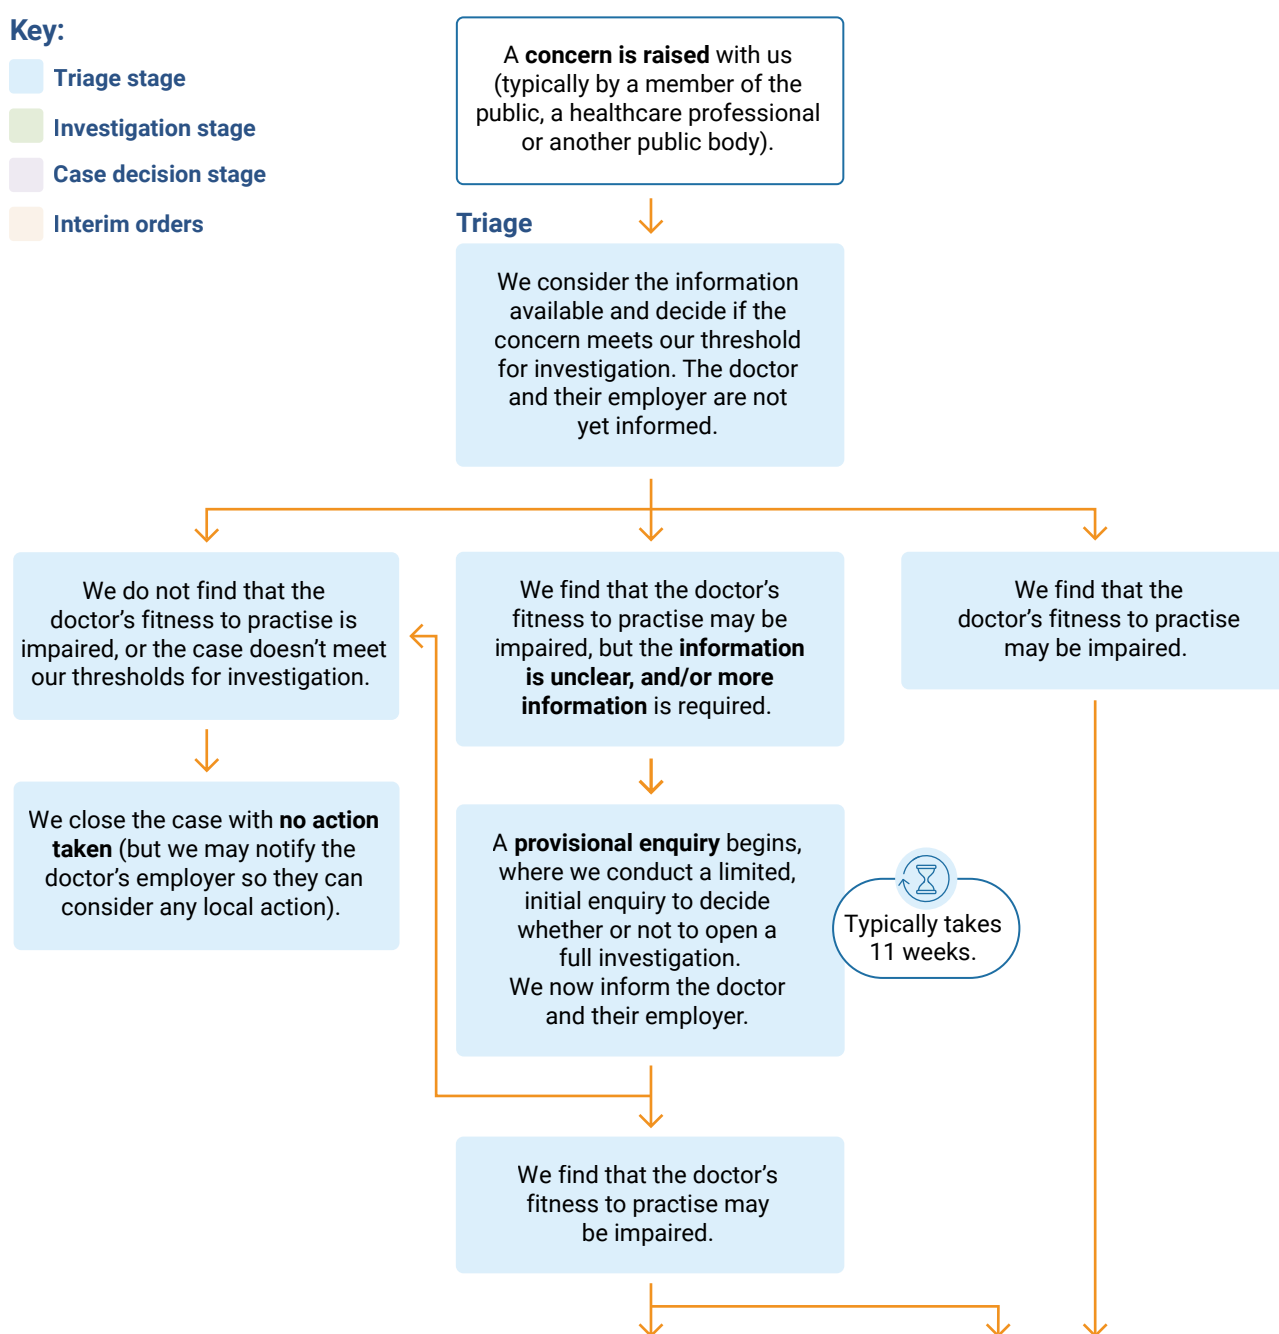 Key:
Triage stage
Investigation stage
Case decision stage
Interim orders
A concern is raised with us
(typically by a member of the
public, a healthcare professional
or another public body).
Triage
We consider the information
available and decide if the
concern meets our threshold
for investigation. The doctor
and their employer are not
yet informed.
We do not find that the
doctor’s fitness to practise is
impaired, or the case doesn’t meet
our thresholds for investigation.
We close the case with no action
taken (but we may notify the
doctor’s employer so they can
consider any local action).
We find that the doctor’s
fitness to practise may be
impaired, but the information
is unclear, and/or more
information is required.
A provisional enquiry begins,
where we conduct a limited,
initial enquiry to decide
whether or not to open a
full investigation.
We now inform the doctor
and their employer.
Typically takes
11 weeks.
We find that the doctor’s
fitness to practise may
be impaired.
We find that the
doctor’s fitness to practise
may be impaired.